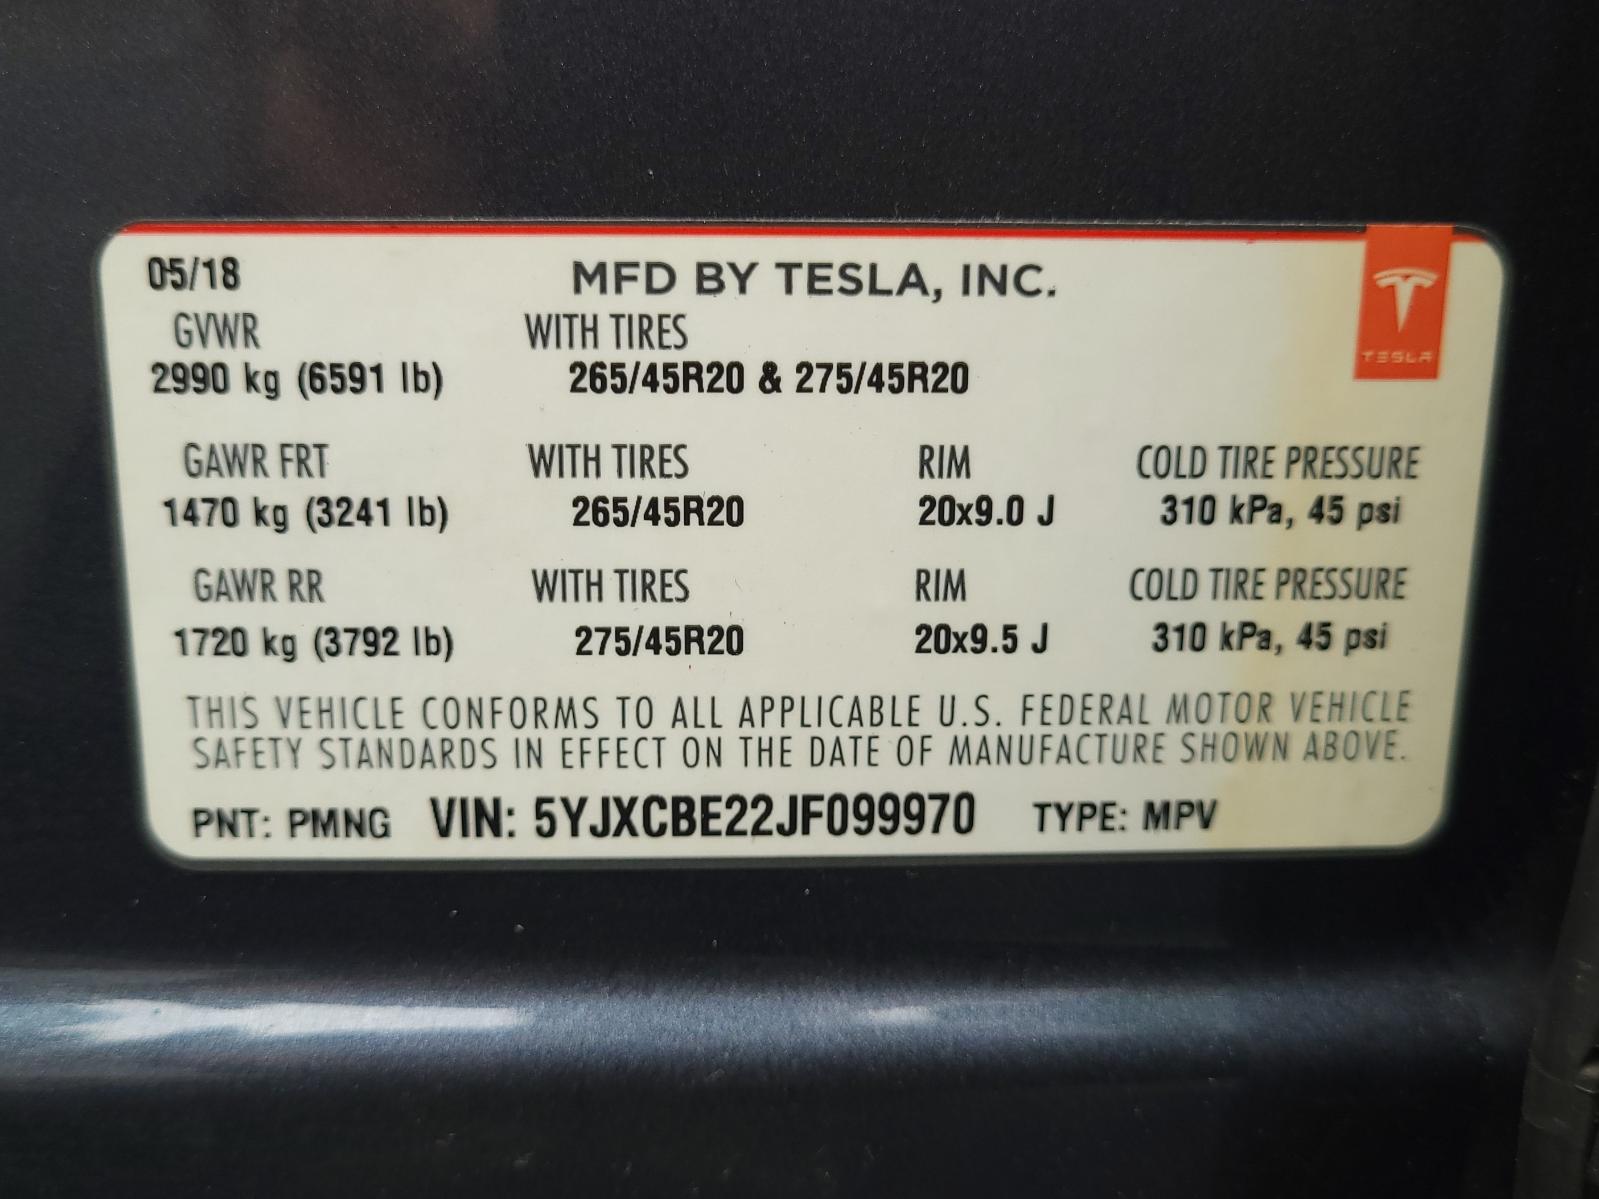 05/18 MFD BY TESLA, INC.
TESLA
GVWR WITH TIRES
2990 kg (6591 lb) 265/45R20 & 275/45R20
GAWR FRT WITH TIRES RIM COLD TIRE PRESSURE
1470 kg (3241 lb) 265/45R20 20x9.0 J 310 kPa, 45 psi
GAWR RR WITH TIRES RIM COLD TIRE PRESSURE
1720 kg (3792 lb) 275/45R20 20x9.5 J 310 kPa, 45 psi
THIS VEHICLE CONFORMS TO ALL APPLICABLE U.S. FEDERAL MOTOR VEHICLE
SAFETY STANDARDS IN EFFECT ON THE DATE OF MANUFACTURE SHOWN ABOVE.
PNT: PMNG VIN: 5YJXCBE22JF099970 TYPE: MPV